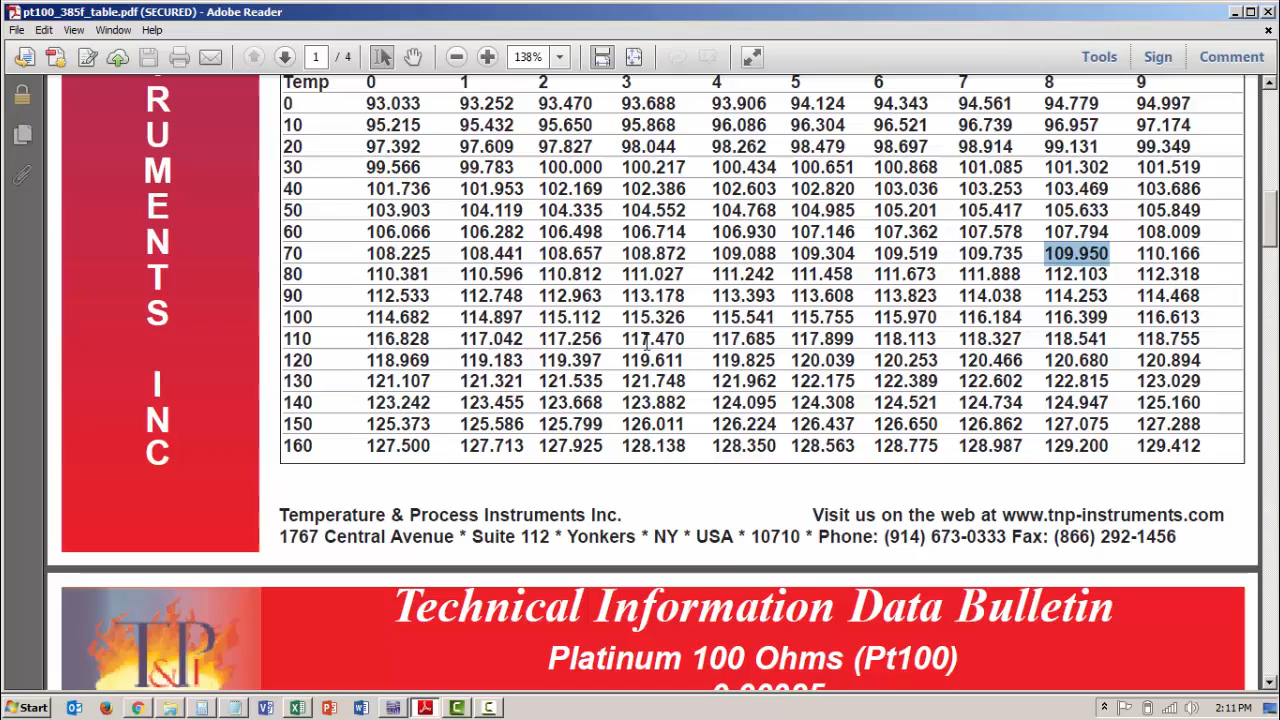 pt100_385f_table.pdf (SECURED) - Adobe Reader
File Edit View Window Help
1 / 4 138% Tools Sign Comment
R
U
M
E
N
T
S
I
N
C
Temp 0 1 2 3 4 5 6 7 8 9
0 93.033 93.252 93.470 93.688 93.906 94.124 94.343 94.561 94.779 94.997
10 95.215 95.432 95.650 95.868 96.086 96.304 96.521 96.739 96.957 97.174
20 97.392 97.609 97.827 98.044 98.262 98.479 98.697 98.914 99.131 99.349
30 99.566 99.783 100.000 100.217 100.434 100.651 100.868 101.085 101.302 101.519
40 101.736 101.953 102.169 102.386 102.603 102.820 103.036 103.253 103.469 103.686
50 103.903 104.119 104.335 104.552 104.768 104.985 105.201 105.417 105.633 105.849
60 106.066 106.282 106.498 106.714 106.930 107.146 107.362 107.578 107.794 108.009
70 108.225 108.441 108.657 108.872 109.088 109.304 109.519 109.735 109.950 110.166
80 110.381 110.596 110.812 111.027 111.242 111.458 111.673 111.888 112.103 112.318
90 112.533 112.748 112.963 113.178 113.393 113.608 113.823 114.038 114.253 114.468
100 114.682 114.897 115.112 115.326 115.541 115.755 115.970 116.184 116.399 116.613
110 116.828 117.042 117.256 117.470 117.685 117.899 118.113 118.327 118.541 118.755
120 118.969 119.183 119.397 119.611 119.825 120.039 120.253 120.466 120.680 120.894
130 121.107 121.321 121.535 121.748 121.962 122.175 122.389 122.602 122.815 123.029
140 123.242 123.455 123.668 123.882 124.095 124.308 124.521 124.734 124.947 125.160
150 125.373 125.586 125.799 126.011 126.224 126.437 126.650 126.862 127.075 127.288
160 127.500 127.713 127.925 128.138 128.350 128.563 128.775 128.987 129.200 129.412
Temperature & Process Instruments Inc. Visit us on the web at www.tnp-instruments.com
1767 Central Avenue * Suite 112 * Yonkers * NY * USA * 10710 * Phone: (914) 673-0333 Fax: (866) 292-1456
T&P
I
Technical Information Data Bulletin
Platinum 100 Ohms (Pt100)
Start 2:11 PM